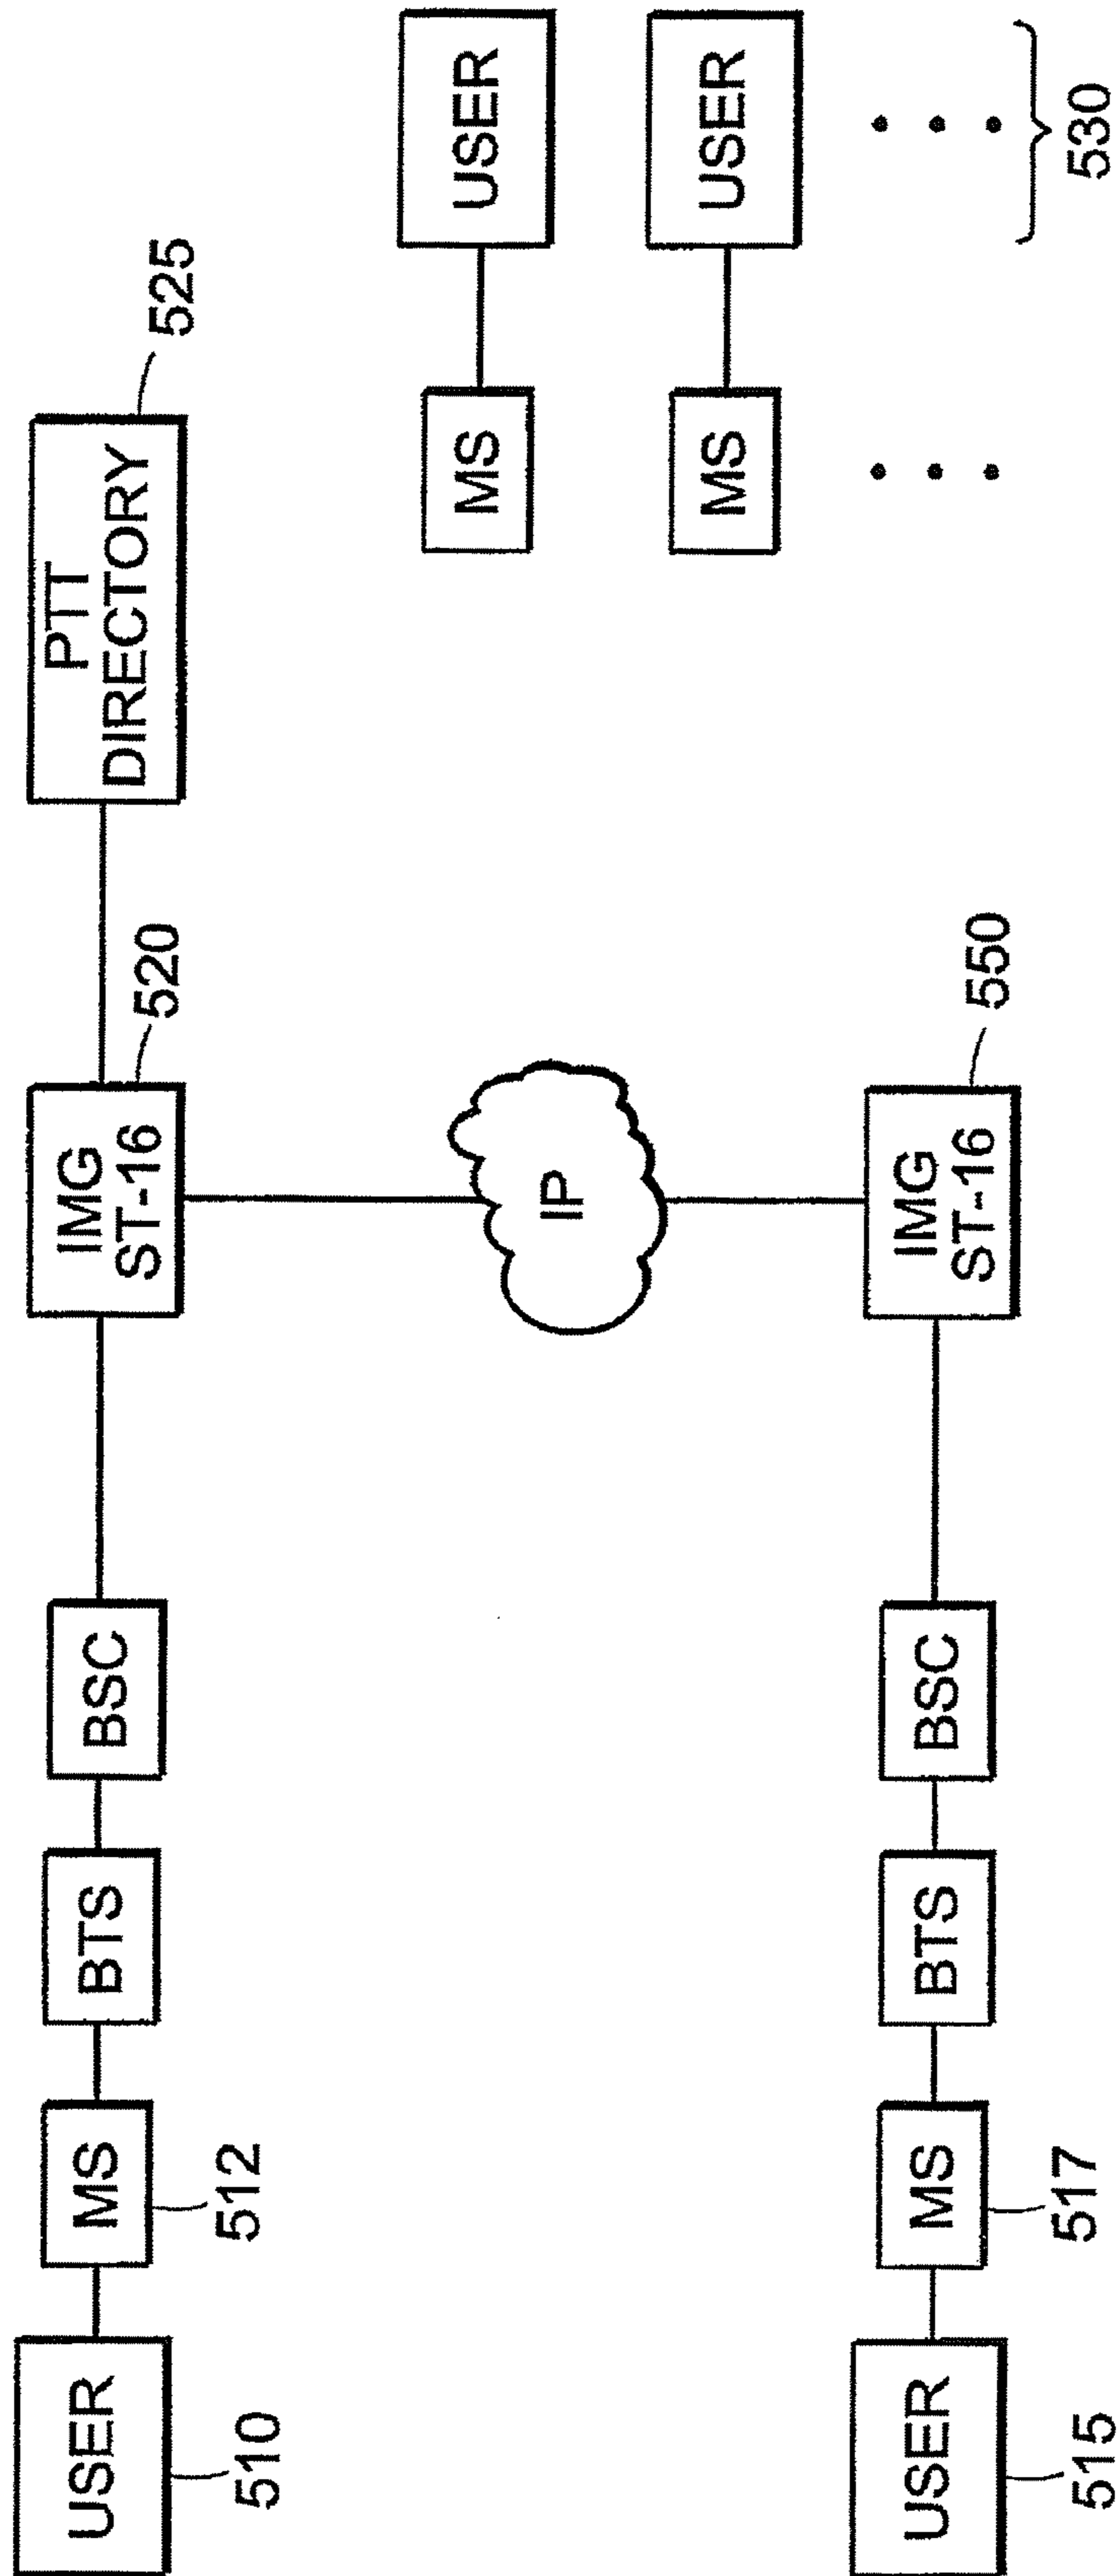 USER
510
MS
512
BTS
BSC
IMG
ST-16
520
PTT
DIRECTORY
525
IP
MS
USER
MS
USER
530
USER
515
MS
517
BTS
BSC
IMG
ST-16
550